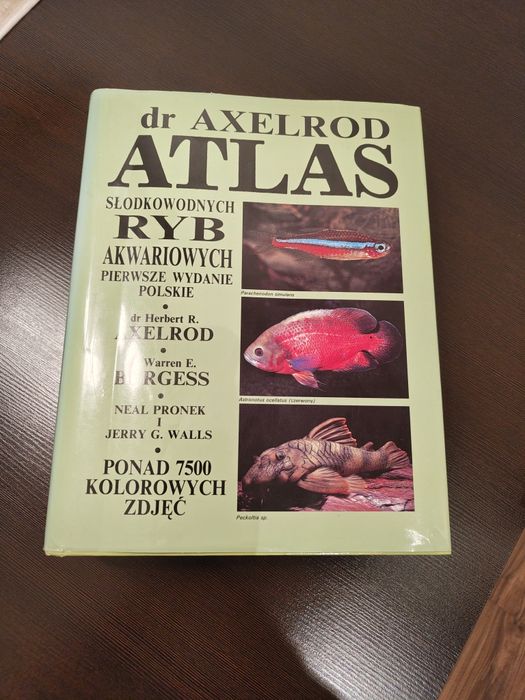 dr AXELROD
ATLAS
SŁODKOWODNYCH
RYB
AKWARIOWYCH
PIERWSZE WYDANIE
POLSKIE
•
dr Herbert R.
AXELROD
•
Warren E.
BURGESS
•
NEAL PRONEK
I
JERRY G. WALLS
•
PONAD 7500
KOLOROWYCH
ZDJĘĆ
Paracheirodon simulans
Astronotus ocellatus (czerwony)
Peckoltia sp.